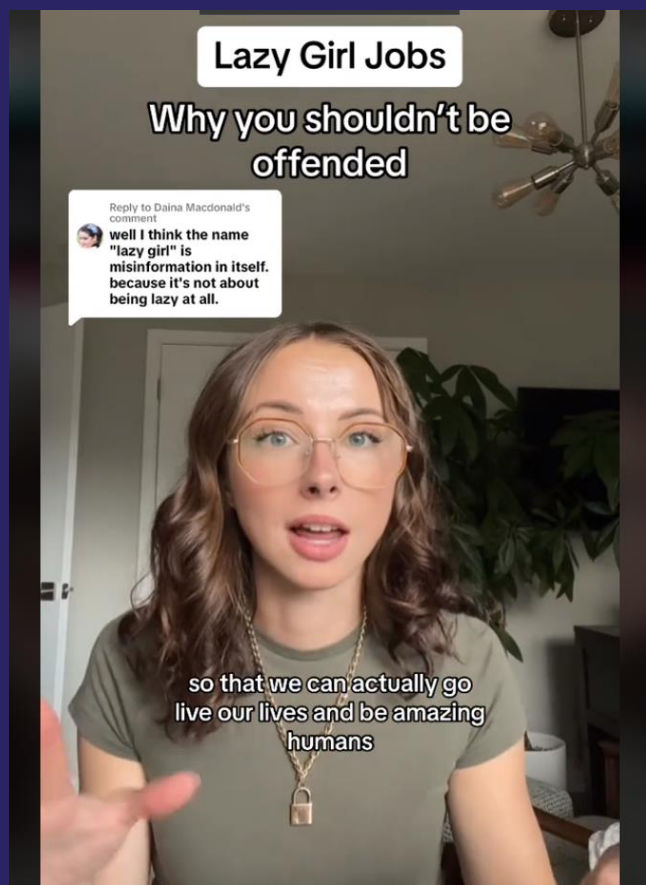 Lazy Girl Jobs
Why you shouldn't be
offended
Reply to Daina Macdonald's
comment
well I think the name
"lazy girl" is
misinformation in itself.
because it's not about
being lazy at all.
so that we can actually go
live our lives and be amazing
humans